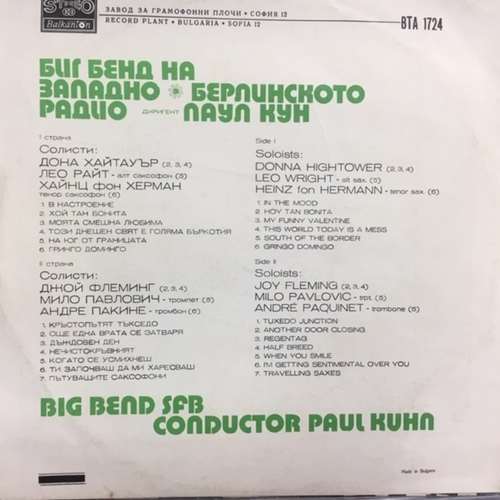 STEREO
Balkanton
ЗАВОД ЗА ГРАМОФОННИ ПЛОЧИ • СОФИЯ 12
RECORD PLANT • BULGARIA • SOFIA 12
BTA 1724
БИГ БЕНД НА
ЗАПАДНО • БЕРЛИНСКОТО
РАДИО ДИРИГЕНТ ПАУЛ КУН
I страна
Солисти:
ДОНА ХАЙТАУЪР (2, 3, 4)
ЛЕО РАЙТ - алт саксофон (5)
ХАЙНЦ фон ХЕРМАН
тенор саксофон (6)
1. В НАСТРОЕНИЕ
2. ХОЙ ТАН БОНИТА
3. МОЯТА СМЕШНА ЛЮБИМА
4. ТОЗИ ДНЕШЕН СВЯТ Е ГОЛЯМА БЪРКОТИЯ
5. НА ЮГ ОТ ГРАНИЦАТА
6. ГРИНГО ДОМИНГО
Side I
Soloists:
DONNA HIGHTOWER (2, 3, 4)
LEO WRIGHT - alt sax. (5)
HEINZ fon HERMANN - tenor sax. (6)
1. IN THE MOOD
2. HOY TAN BONITA
3. MY FUNNY VALENTINE
4. THIS WORLD TODAY IS A MESS
5. SOUTH OF THE BORDER
6. GRINGO DOMINGO
II страна
Солисти:
ДЖОЙ ФЛЕМИНГ (2, 3, 4)
МИЛО ПАВЛОВИЧ - тромпет (5)
АНДРЕ ПАКИНЕ - тромбон (6)
1. КРЪСТОПЪТЯТ ТЪКСЕДО
2. ОЩЕ ЕДНА ВРАТА СЕ ЗАТВАРЯ
3. ДЪЖДОВЕН ДЕН
4. НЕЧИСТОКРЪВНИЯТ
5. КОГАТО СЕ УСМИХНЕШ
6. ТИ ЗАПОЧВАШ ДА МИ ХАРЕСВАШ
7. ПЪТУВАЩИТЕ САКСОФОНИ
Side II
Soloists:
JOY FLEMING (2, 3, 4)
MILO PAVLOVIC - trpt. (5)
ANDRÉ PAQUINET - trombone (6)
1. TUXEDO JUNCTION
2. ANOTHER DOOR CLOSING
3. REGENTAG
4. HALF BREED
5. WHEN YOU SMILE
6. I'M GETTING SENTIMENTAL OVER YOU
7. TRAVELLING SAXES
BIG BEND SFB
CONDUCTOR PAUL KUHN
Made in Bulgaria